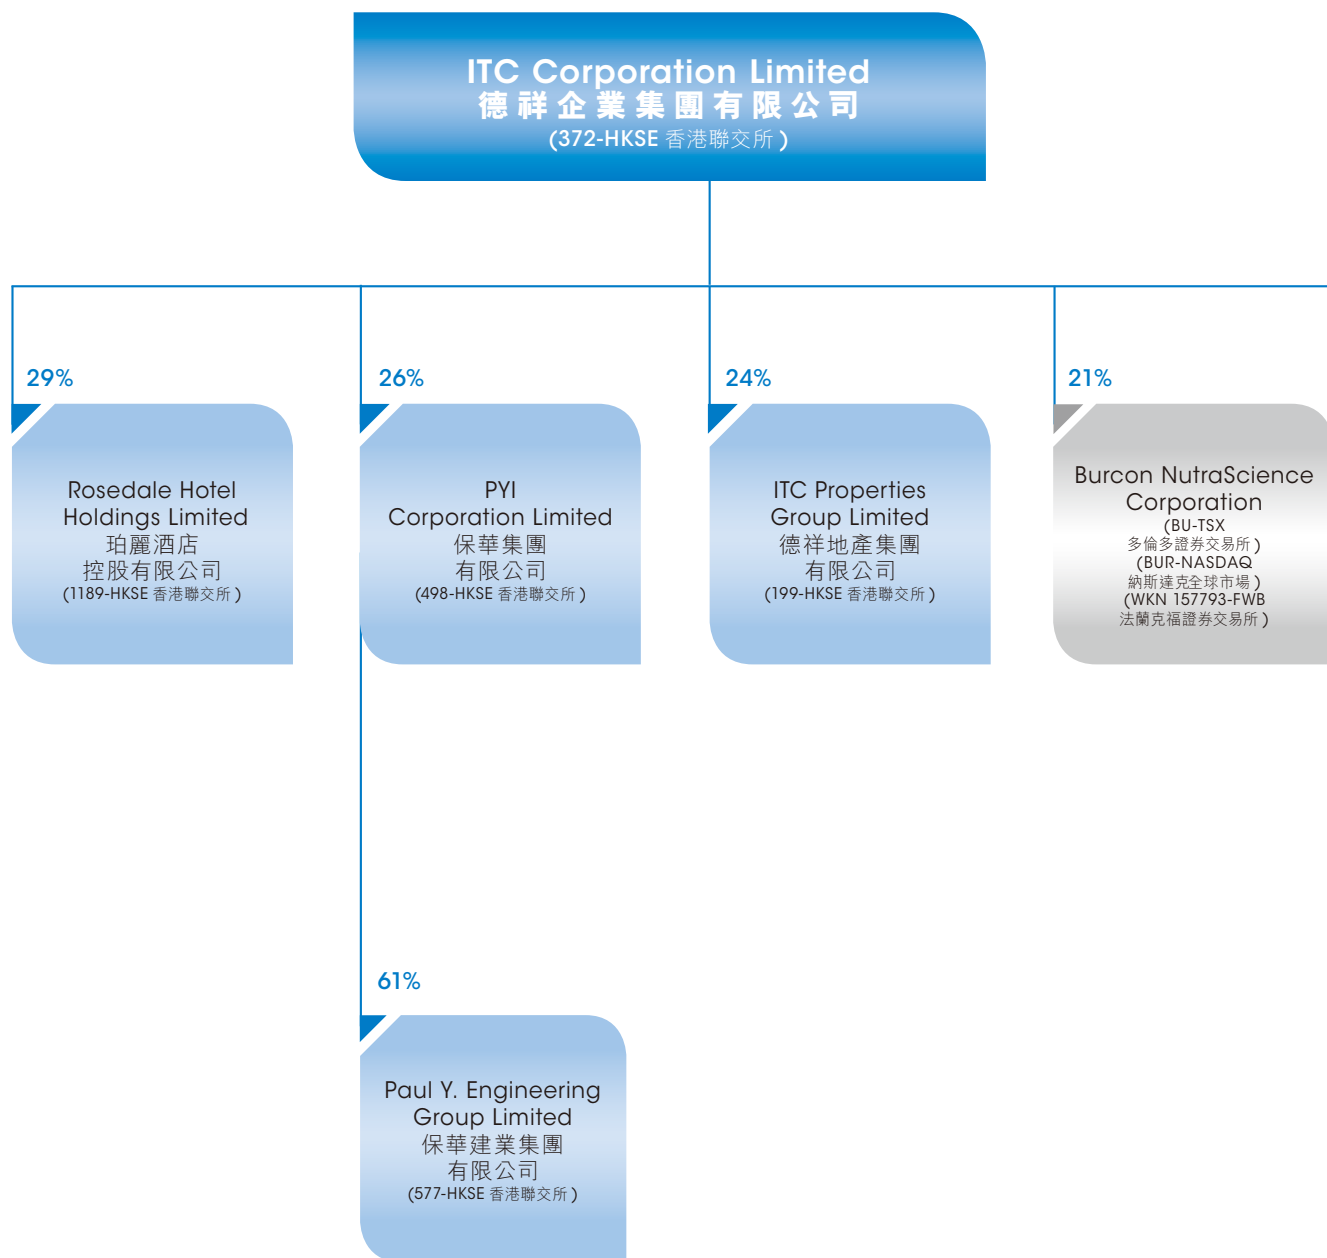 ITC Corporation Limited
德祥企業集團有限公司
(372-HKSE 香港聯交所)
29%
26%
24%
21%
Rosedale Hotel
Holdings Limited
珀麗酒店
控股有限公司
(1189-HKSE 香港聯交所)
PYI
Corporation Limited
保華集團
有限公司
(498-HKSE 香港聯交所)
ITC Properties
Group Limited
德祥地產集團
有限公司
(199-HKSE 香港聯交所)
Burcon NutraScience
Corporation
(BU-TSX
多倫多證券交易所)
(BUR-NASDAQ
納斯達克全球市場)
(WKN 157793-FWB
法蘭克福證券交易所)
61%
Paul Y. Engineering
Group Limited
保華建業集團
有限公司
(577-HKSE 香港聯交所)